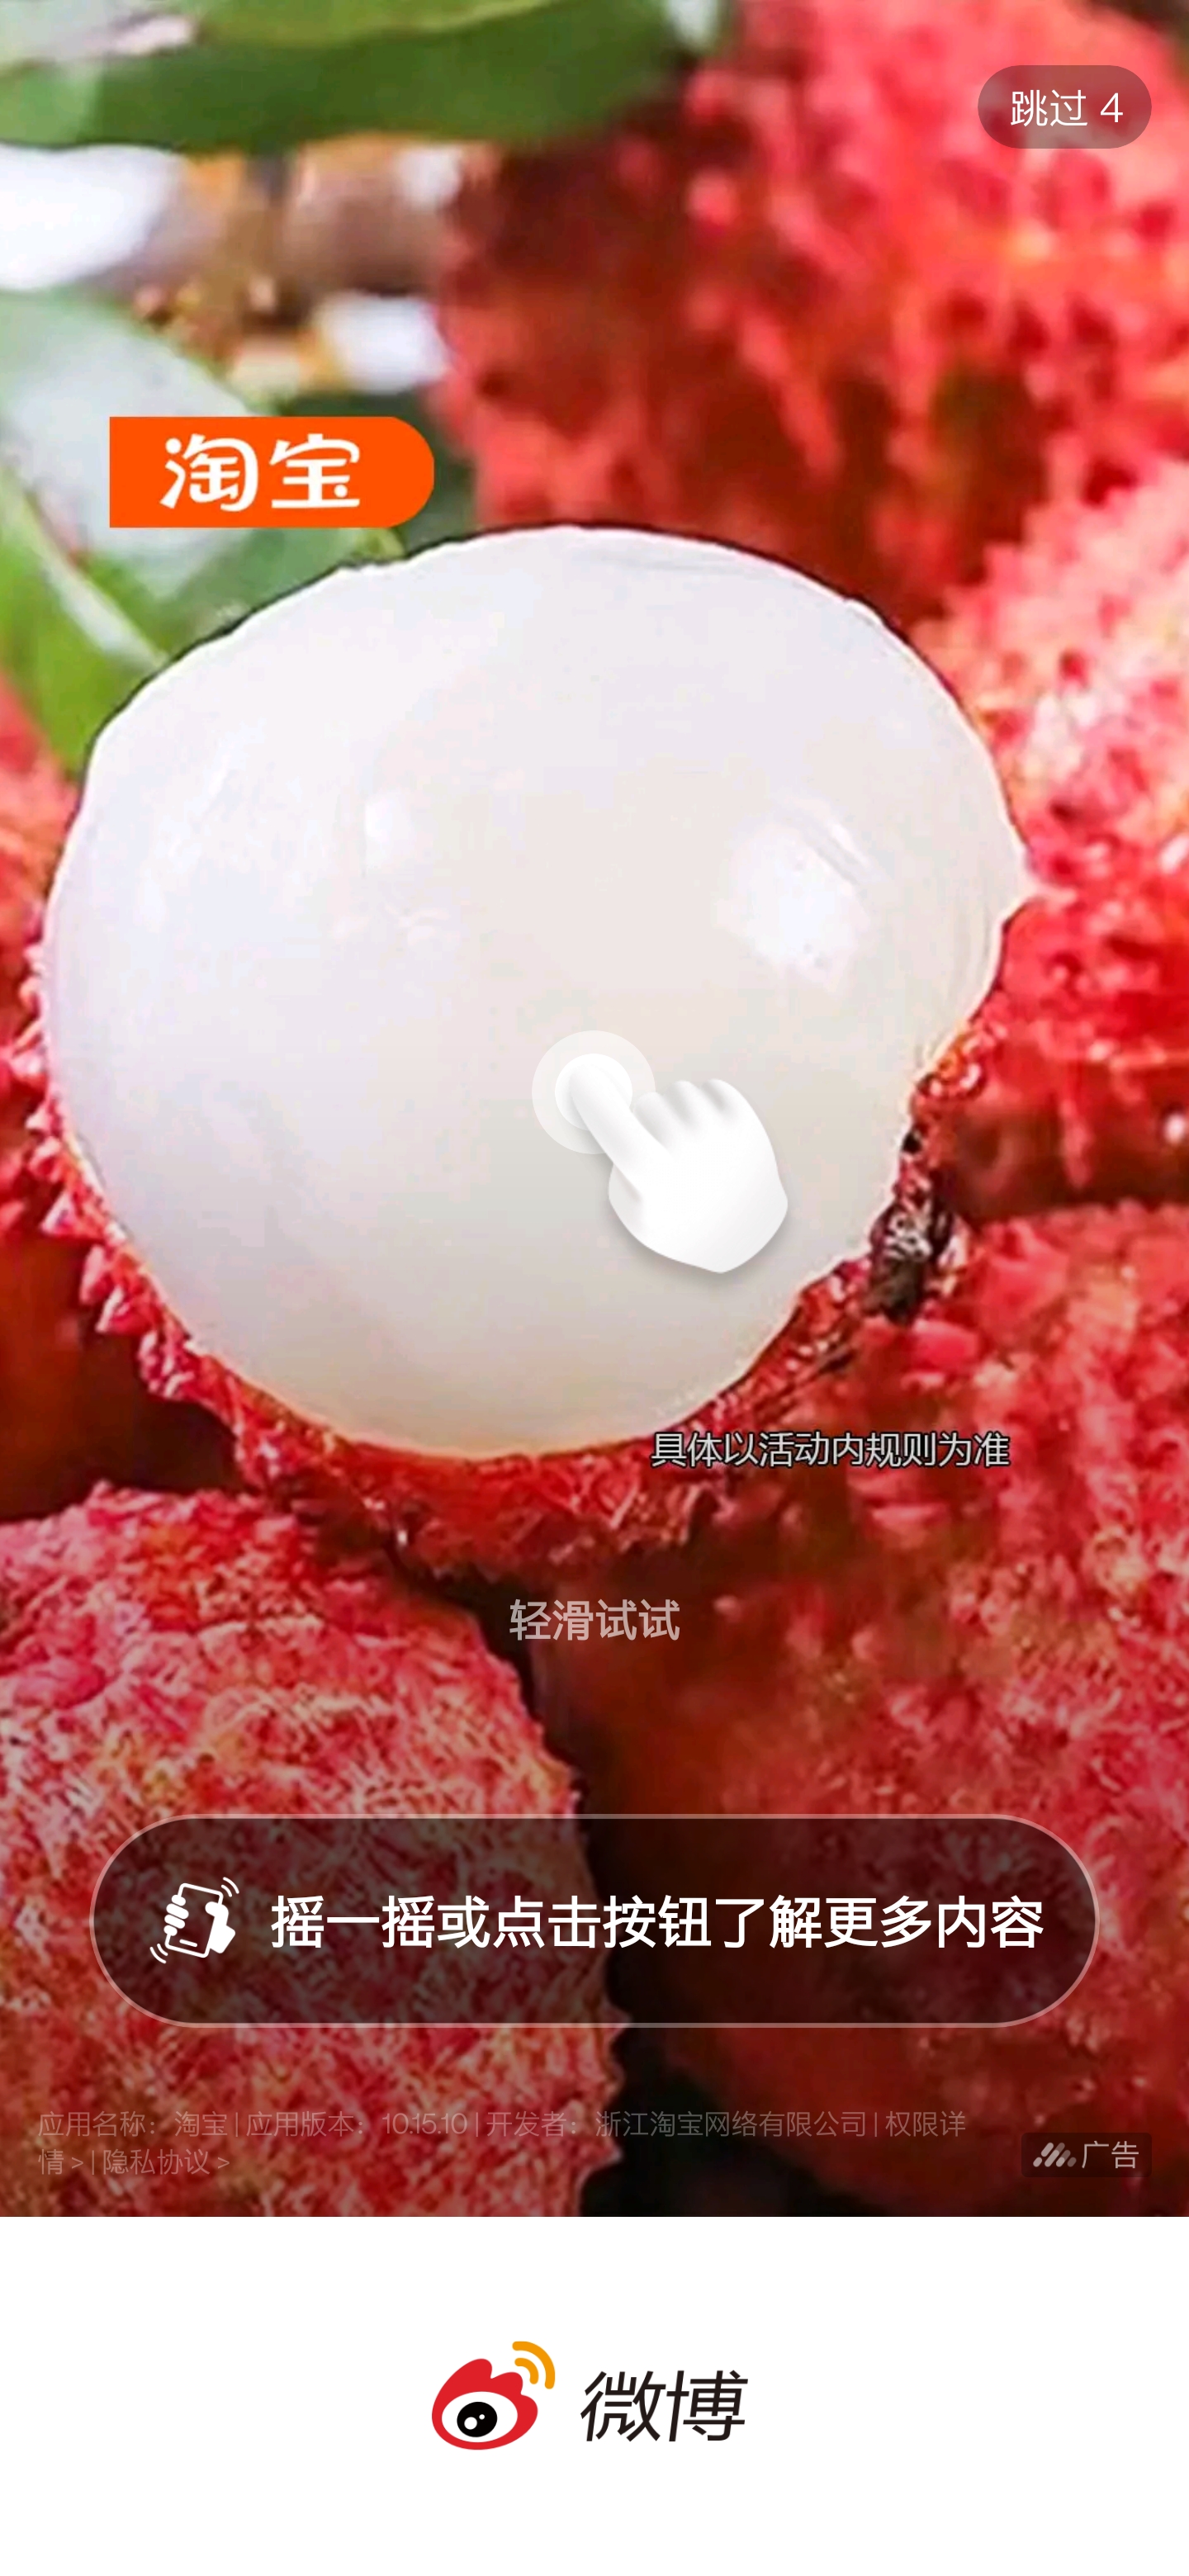 跳过 4
淘宝
具体以活动内规则为准
轻滑试试
摇一摇或点击按钮了解更多内容
应用名称：淘宝 | 应用版本：10.15.10 | 开发者：浙江淘宝网络有限公司 | 权限详
情 > | 隐私协议 >
广告
微博